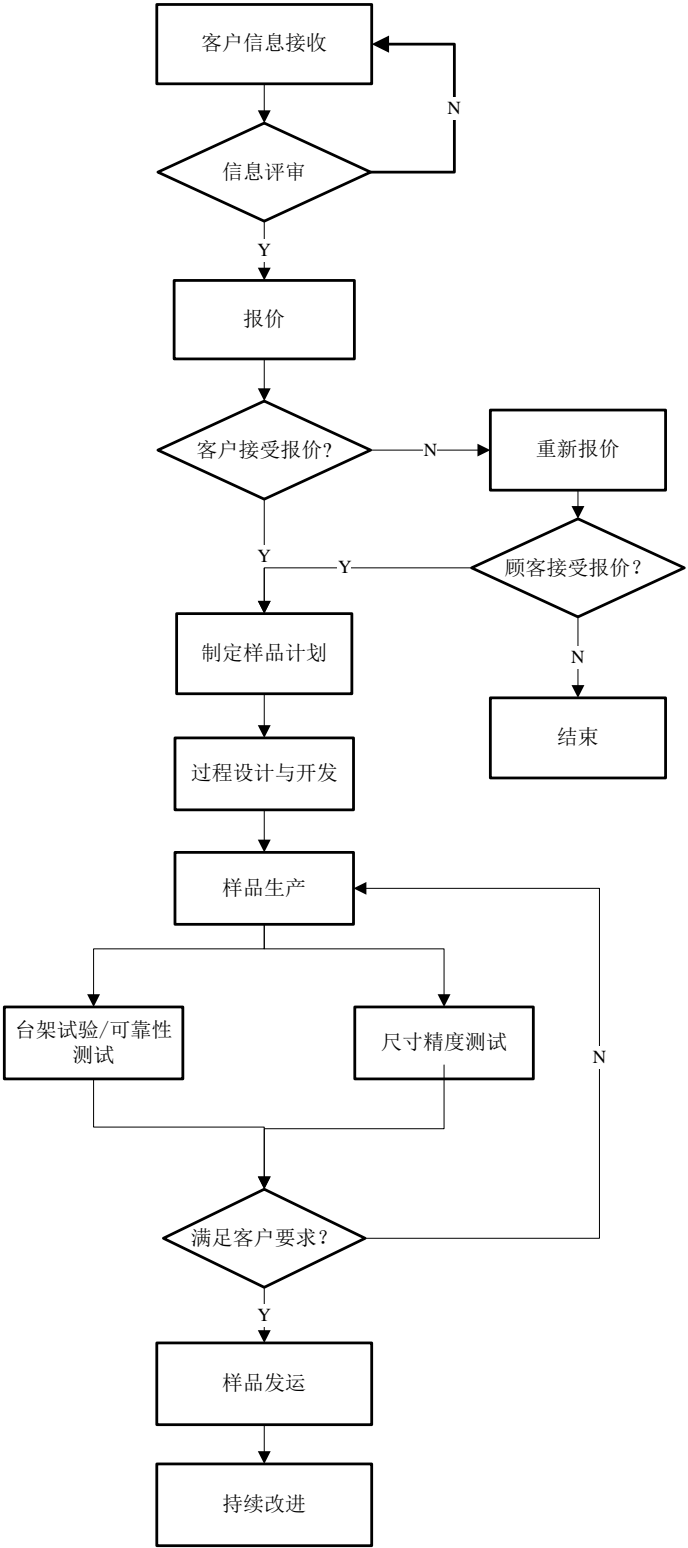 客户信息接收
N
信息评审
Y
报价
客户接受报价?
N
重新报价
Y
Y
顾客接受报价？
制定样品计划
N
结束
过程设计与开发
样品生产
台架试验/可靠性
测试
尺寸精度测试
N
满足客户要求？
Y
样品发运
持续改进